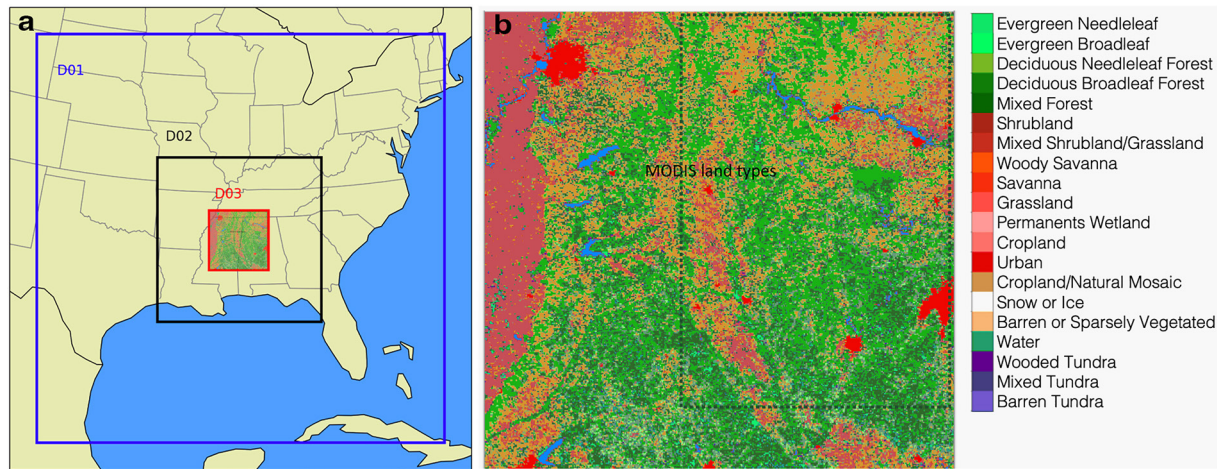 a
D01
D02
D03
b
MODIS land types
Evergreen Needleleaf
Evergreen Broadleaf
Deciduous Needleleaf Forest
Deciduous Broadleaf Forest
Mixed Forest
Shrubland
Mixed Shrubland/Grassland
Woody Savanna
Savanna
Grassland
Permanents Wetland
Cropland
Urban
Cropland/Natural Mosaic
Snow or Ice
Barren or Sparsely Vegetated
Water
Wooded Tundra
Mixed Tundra
Barren Tundra